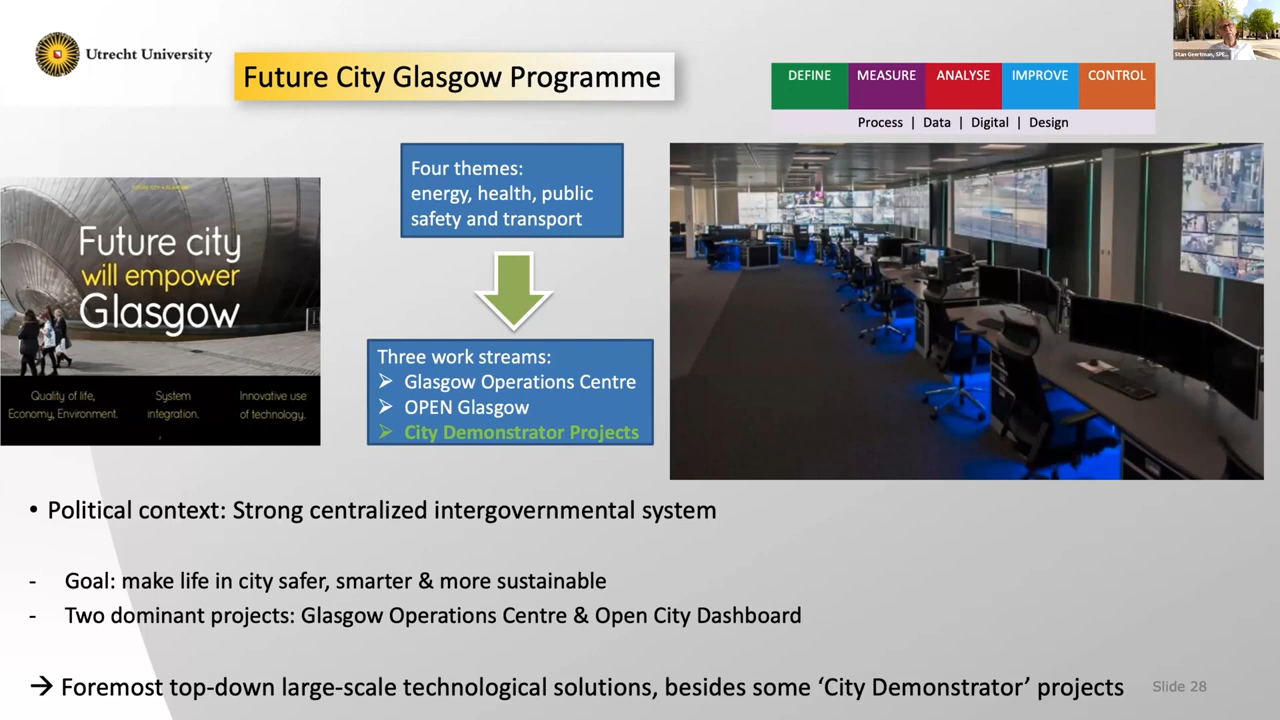 Utrecht University
Future City Glasgow Programme
DEFINE MEASURE ANALYSE IMPROVE CONTROL
Process | Data | Digital | Design
Four themes:
energy, health, public
safety and transport
Future city
will empower
Glasgow
Quality of life,
Economy, Environment.
System
integration.
Innovative use
of technology.
Three work streams:
➢ Glasgow Operations Centre
➢ OPEN Glasgow
➢ City Demonstrator Projects
• Political context: Strong centralized intergovernmental system
- Goal: make life in city safer, smarter & more sustainable
- Two dominant projects: Glasgow Operations Centre & Open City Dashboard
→ Foremost top-down large-scale technological solutions, besides some ‘City Demonstrator’ projects
Slide 28